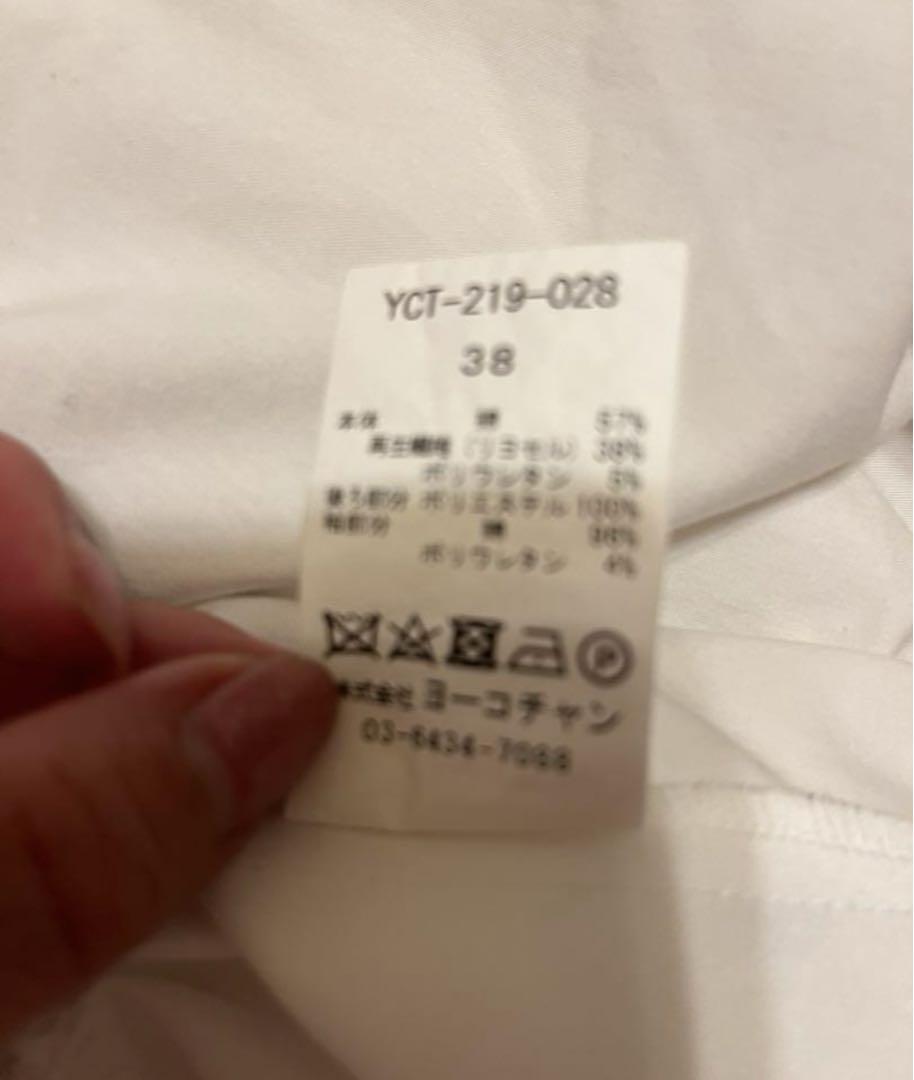 YCT-219-028
38
本体 綿 57%
再生繊維（リヨセル）38%
ポリウレタン 5%
後ろ部分 ポリエステル 100%
袖部分 綿 96%
ポリウレタン 4%
株式会社 ヨーコチャン
03-6434-7088